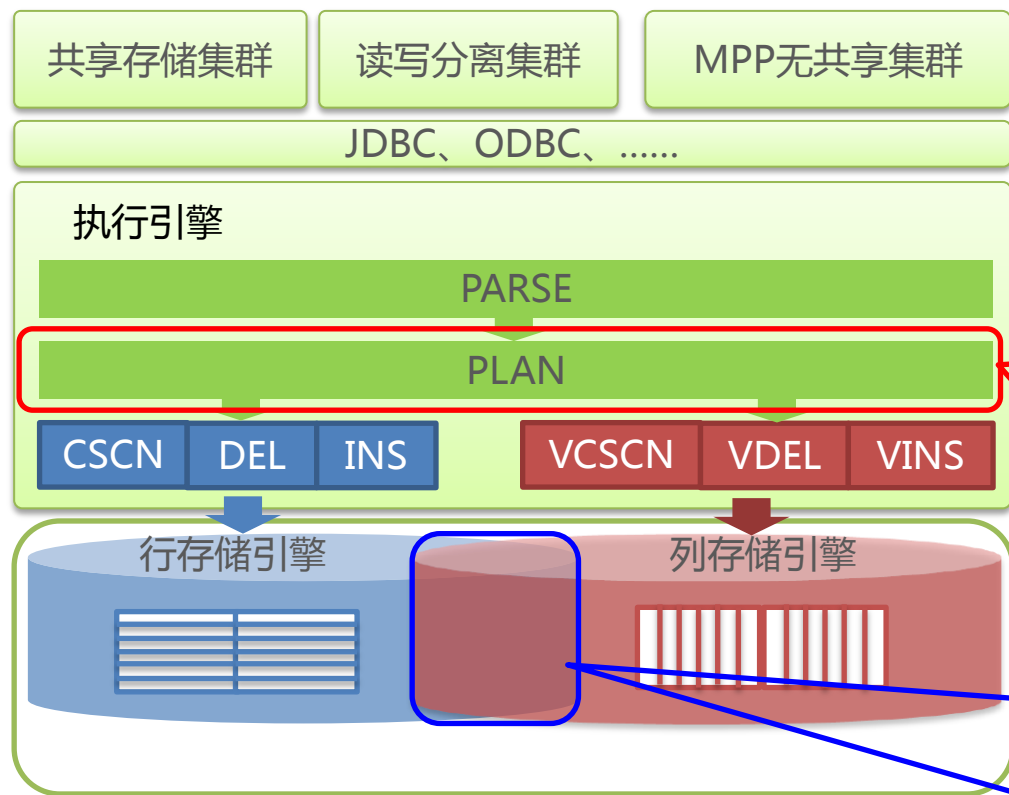 共享存储集群 读写分离集群 MPP无共享集群
JDBC、ODBC、......
执行引擎
PARSE
PLAN
CSCN DEL INS VCSCN VDEL VINS
行存储引擎 列存储引擎